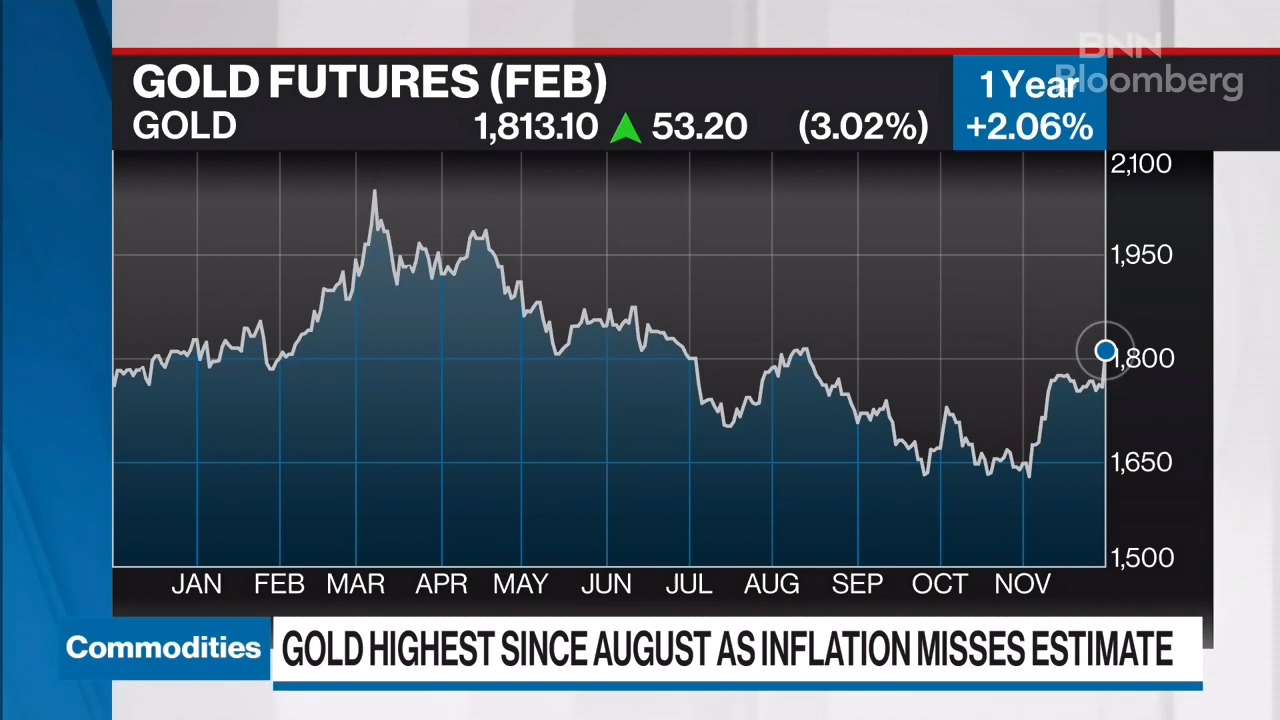 BNN
Bloomberg
GOLD FUTURES (FEB)
GOLD 1,813.10 53.20 (3.02%)
1 Year
+2.06%
2,100
1,950
1,800
1,650
1,500
JAN FEB MAR APR MAY JUN JUL AUG SEP OCT NOV
Commodities
GOLD HIGHEST SINCE AUGUST AS INFLATION MISSES ESTIMATE